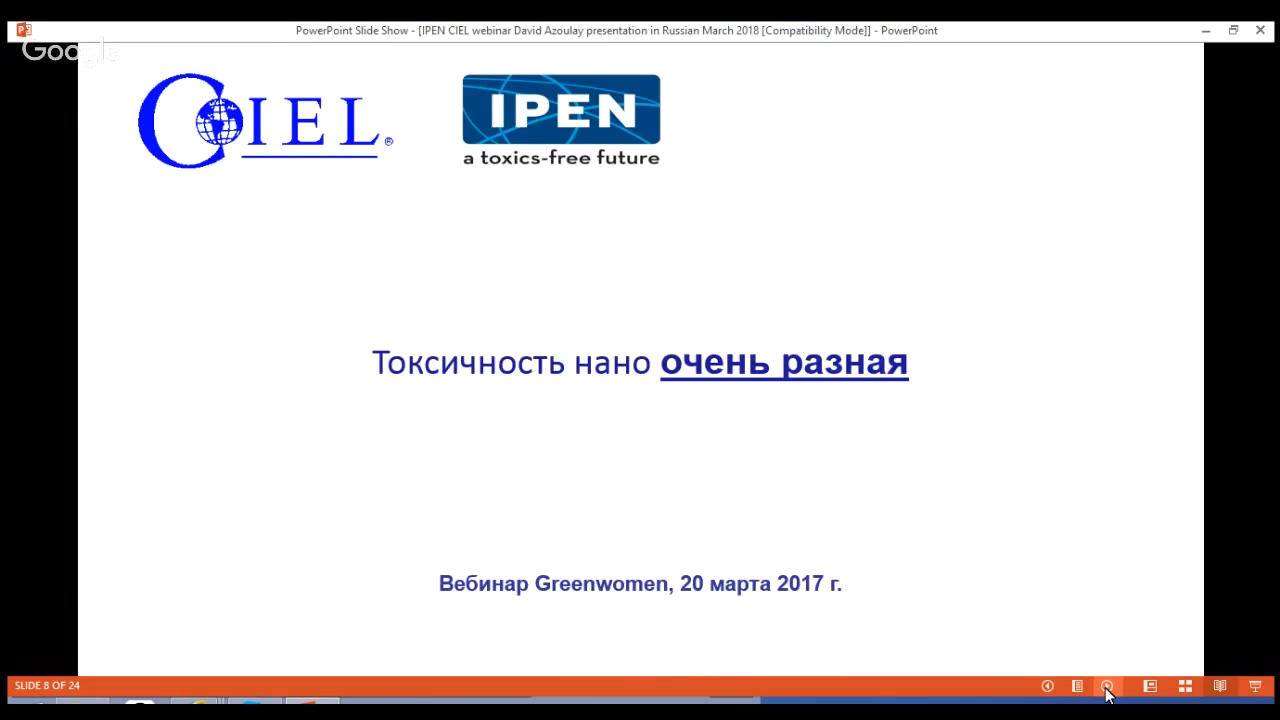 PowerPoint Slide Show - [IPEN CIEL webinar David Azoulay presentation in Russian March 2018 [Compatibility Mode]] - PowerPoint
Google
CIEL®
IPEN
a toxics-free future
Токсичность нано очень разная
Вебинар Greenwomen, 20 марта 2017 г.
SLIDE 8 OF 24